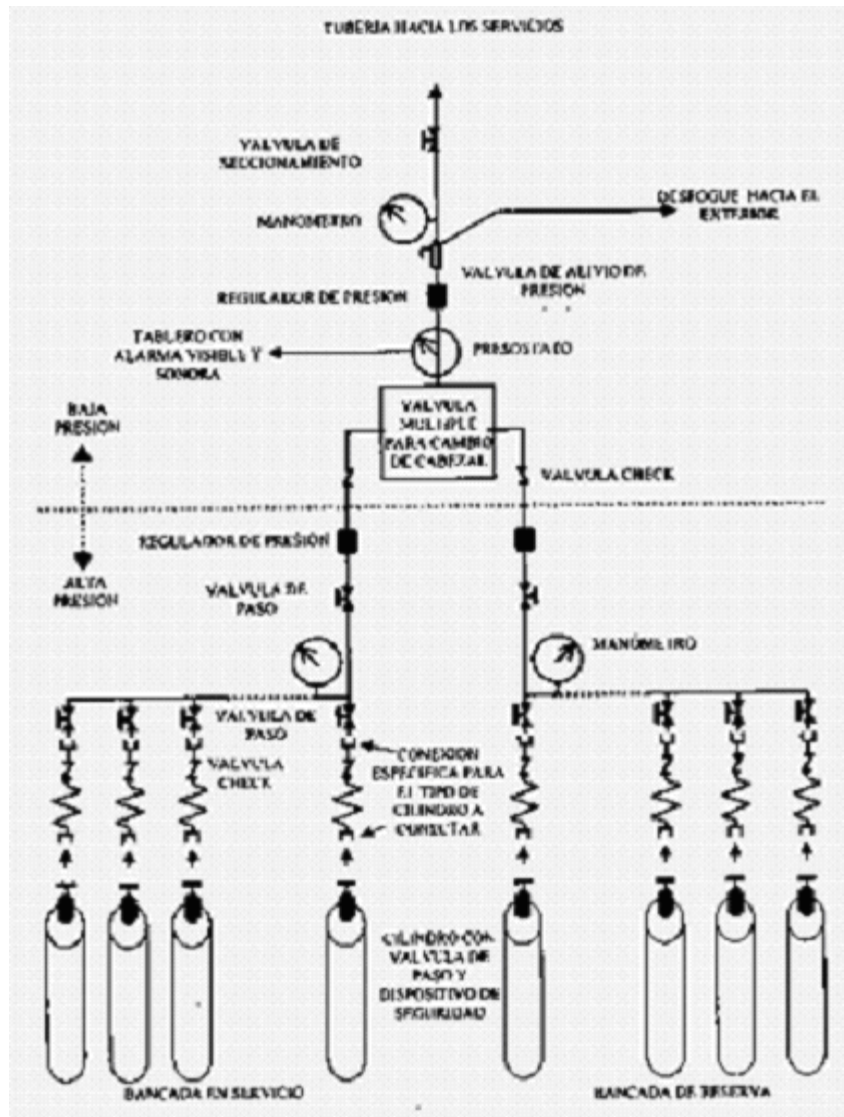 TUBERIA HACIA LOS SERVICIOS
VALVULA DE
SECCIONAMIENTO
DESFOGUE HACIA EL
EXTERIOR
MANOMETRO
VALVULA DE ALIVIO DE
PRESION
REGULADOR DE PRESION
TABLERO CON
ALARMA VISIBLE Y
SONORA
PRESOSTATO
BAJA
PRESION
VALVULA
MULTIPLE
PARA CAMBIO
DE CABEZAL
VALVULA CHECK
REGULADOR DE PRESIÓN
ALTA
PRESION
VALVULA DE
PASO
MANÓMETRO
VALVULA DE
PASO
VALVULA
CHECK
CONEXION
ESPECIFICA PARA
EL TIPO DE
CILINDRO A
CONECTAR
CILINDRO CON
VALVULA DE
PASO Y
DISPOSITIVO DE
SEGURIDAD
BANCADA EN SERVICIO
BANCADA DE RESERVA